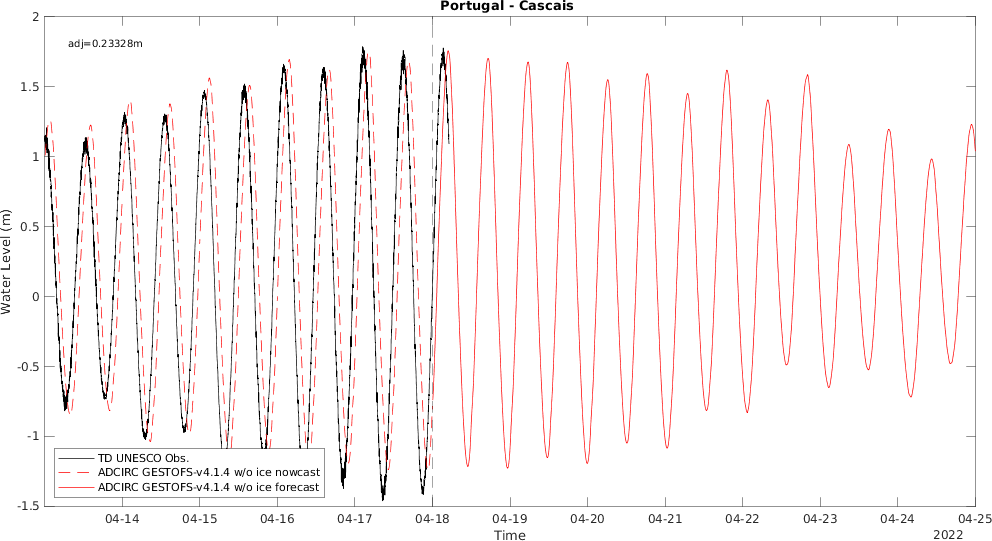 Portugal - Cascais
2
adj=0.23328m
1.5
1
0.5
0
-0.5
-1
-1.5
Water Level (m)
TD UNESCO Obs.
ADCIRC GESTOFS-v4.1.4 w/o ice nowcast
ADCIRC GESTOFS-v4.1.4 w/o ice forecast
04-14 04-15 04-16 04-17 04-18 04-19 04-20 04-21 04-22 04-23 04-24 04-25
Time
2022